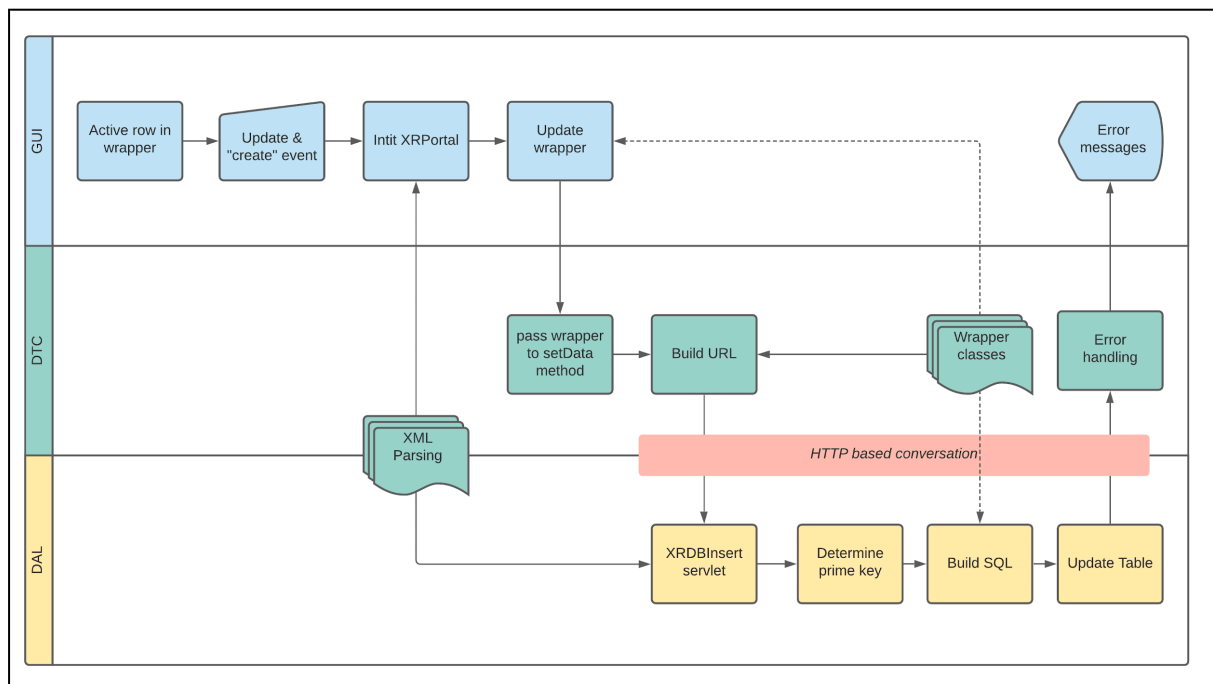 GUI
Active row in
wrapper
Update &
"create" event
Intit XRPortal
Update
wrapper
Error
messages
DTC
pass wrapper
to setData
method
Build URL
Wrapper
classes
Error
handling
XML
Parsing
HTTP based conversation
DAL
XRDBInsert
servlet
Determine
prime key
Build SQL
Update Table